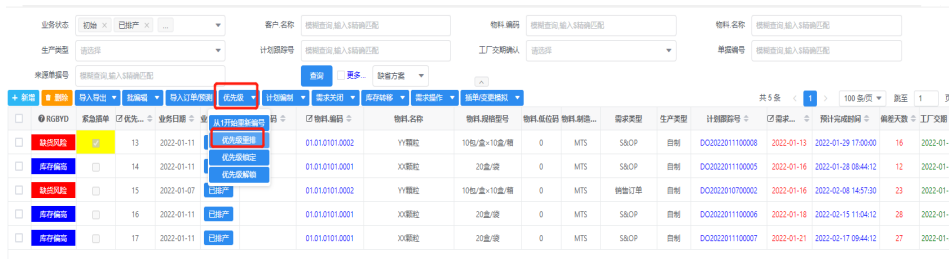 业务状态 初始 × 已排产 × ... 客户.名称 模糊查询,输入$精确匹配 物料.编码 模糊查询,输入$精确匹配 物料.名称 模糊查询,输入$精确匹配
生产类型 请选择 计划跟踪号 模糊查询,输入$精确匹配 工厂交期确认 请选择 单据编号 模糊查询,输入$精确匹配
来源单据号 模糊查询,输入$精确匹配 查询 更多... 缺省方案
+ 新增 删除 导入导出 批编辑 导入订单/预测 优先级 计划编制 需求关闭 库存转移 需求操作 插单/变更模拟 共 5 条 < 1 > 100 条/页 跳至 1
RGBYD 紧急插单 优先... 业务日期 物料.编码 物料.名称 物料.规格型号 物料.低位码 物料.制造... 需求类型 生产类型 计划跟踪号 需求... 预计完成时间 偏差天数 工厂交期
从1开始重新编号
优先级重排
优先级锁定
优先级解锁
缺货风险 13 2022-01-11 01.01.0101.0002 YY颗粒 10包/盒×10盒/箱 0 MTS S&OP 自制 DO2022011100008 2022-01-13 2022-01-29 17:00:00 16 2022-01-
库存偏高 14 2022-01-11 01.01.0101.0001 XX颗粒 20盒/袋 0 MTS S&OP 自制 DO2022011100005 2022-01-16 2022-01-28 08:44:12 12 2022-01-
缺货风险 15 2022-01-07 已排产 01.01.0101.0002 YY颗粒 10包/盒×10盒/箱 0 MTS 销售订单 自制 DO2022010700002 2022-01-16 2022-02-08 14:57:30 23 2022-01-
库存偏高 16 2022-01-11 已排产 01.01.0101.0001 XX颗粒 20盒/袋 0 MTS S&OP 自制 DO2022011100006 2022-01-18 2022-02-15 11:04:12 28 2022-01-
库存偏高 17 2022-01-11 已排产 01.01.0101.0001 XX颗粒 20盒/袋 0 MTS S&OP 自制 DO2022011100007 2022-01-21 2022-02-17 09:44:12 27 2022-01-